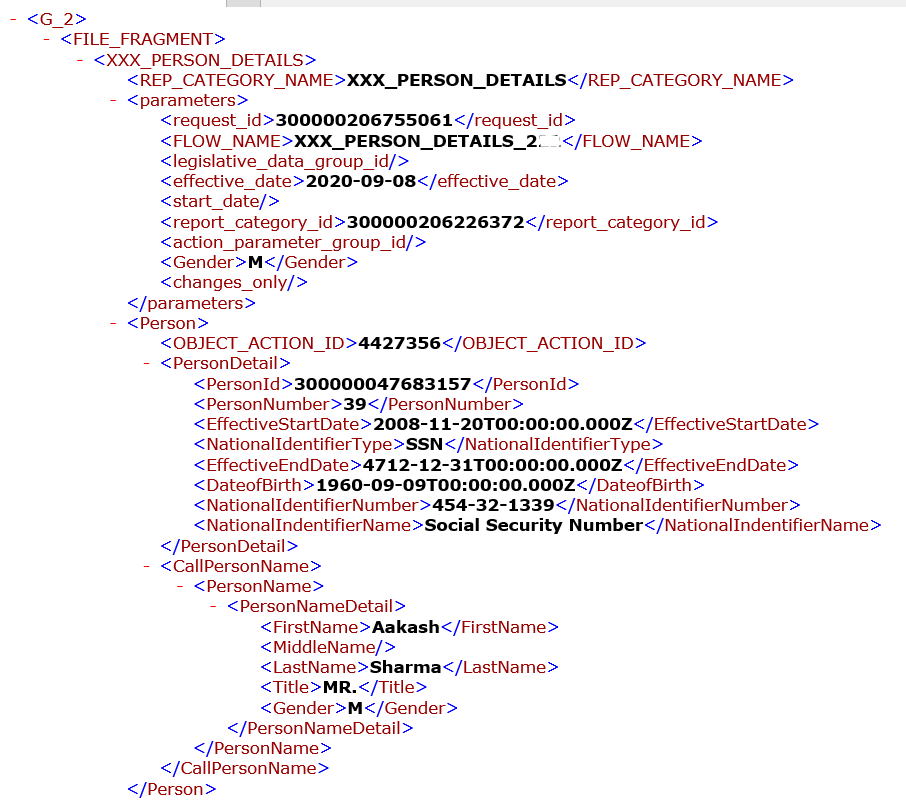 - <G_2>
- <FILE_FRAGMENT>
- <XXX_PERSON_DETAILS>
<REP_CATEGORY_NAME>XXX_PERSON_DETAILS</REP_CATEGORY_NAME>
- <parameters>
<request_id>300000206755061</request_id>
<FLOW_NAME>XXX_PERSON_DETAILS_2</FLOW_NAME>
<legislative_data_group_id/>
<effective_date>2020-09-08</effective_date>
<start_date/>
<report_category_id>300000206226372</report_category_id>
<action_parameter_group_id/>
<Gender>M</Gender>
<changes_only/>
</parameters>
- <Person>
<OBJECT_ACTION_ID>4427356</OBJECT_ACTION_ID>
- <PersonDetail>
<PersonId>300000047683157</PersonId>
<PersonNumber>39</PersonNumber>
<EffectiveStartDate>2008-11-20T00:00:00.000Z</EffectiveStartDate>
<NationalIdentifierType>SSN</NationalIdentifierType>
<EffectiveEndDate>4712-12-31T00:00:00.000Z</EffectiveEndDate>
<DateofBirth>1960-09-09T00:00:00.000Z</DateofBirth>
<NationalIdentifierNumber>454-32-1339</NationalIdentifierNumber>
<NationalIndentifierName>Social Security Number</NationalIndentifierName>
</PersonDetail>
- <CallPersonName>
- <PersonName>
- <PersonNameDetail>
<FirstName>Aakash</FirstName>
<MiddleName/>
<LastName>Sharma</LastName>
<Title>MR.</Title>
<Gender>M</Gender>
</PersonNameDetail>
</PersonName>
</CallPersonName>
</Person>